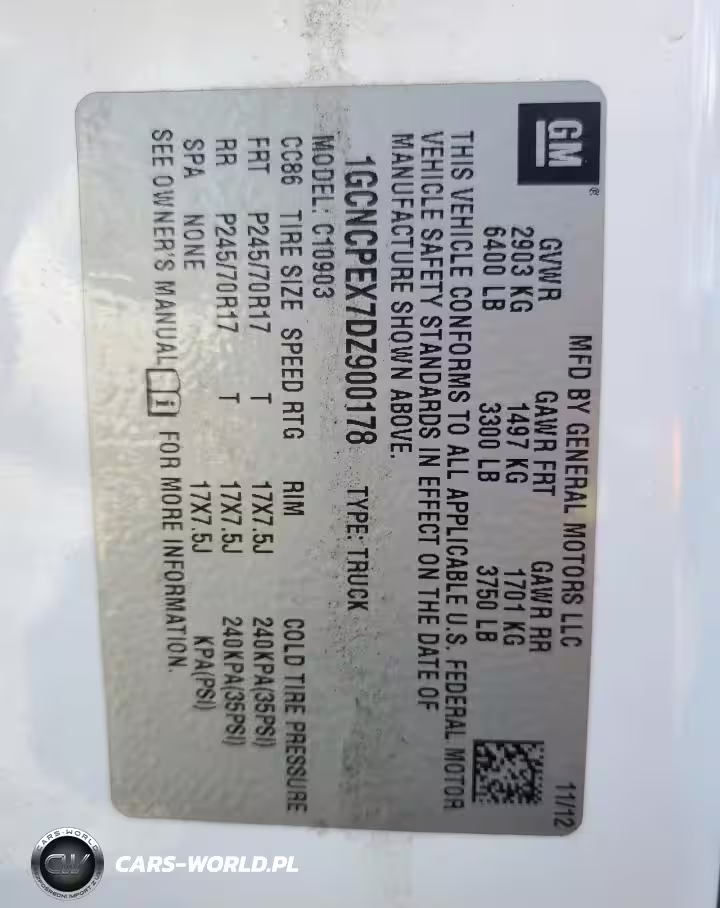 GM
®
MFD BY GENERAL MOTORS LLC 11/12
GVWR GAWR FRT GAWR RR
2903 KG 1497 KG 1701 KG
6400 LB 3300 LB 3750 LB
THIS VEHICLE CONFORMS TO ALL APPLICABLE U.S. FEDERAL MOTOR
VEHICLE SAFETY STANDARDS IN EFFECT ON THE DATE OF
MANUFACTURE SHOWN ABOVE.
1GCNCPEX7DZ900178 TYPE: TRUCK
MODEL: C10903
CC86 TIRE SIZE SPEED RTG RIM COLD TIRE PRESSURE
FRT P245/70R17 T 17X7.5J 240KPA(35PSI)
RR P245/70R17 T 17X7.5J 240KPA(35PSI)
SPA NONE 17X7.5J KPA(PSI)
SEE OWNER'S MANUAL i FOR MORE INFORMATION.
CARS-WORLD
CW
CARS-WORLD.PL